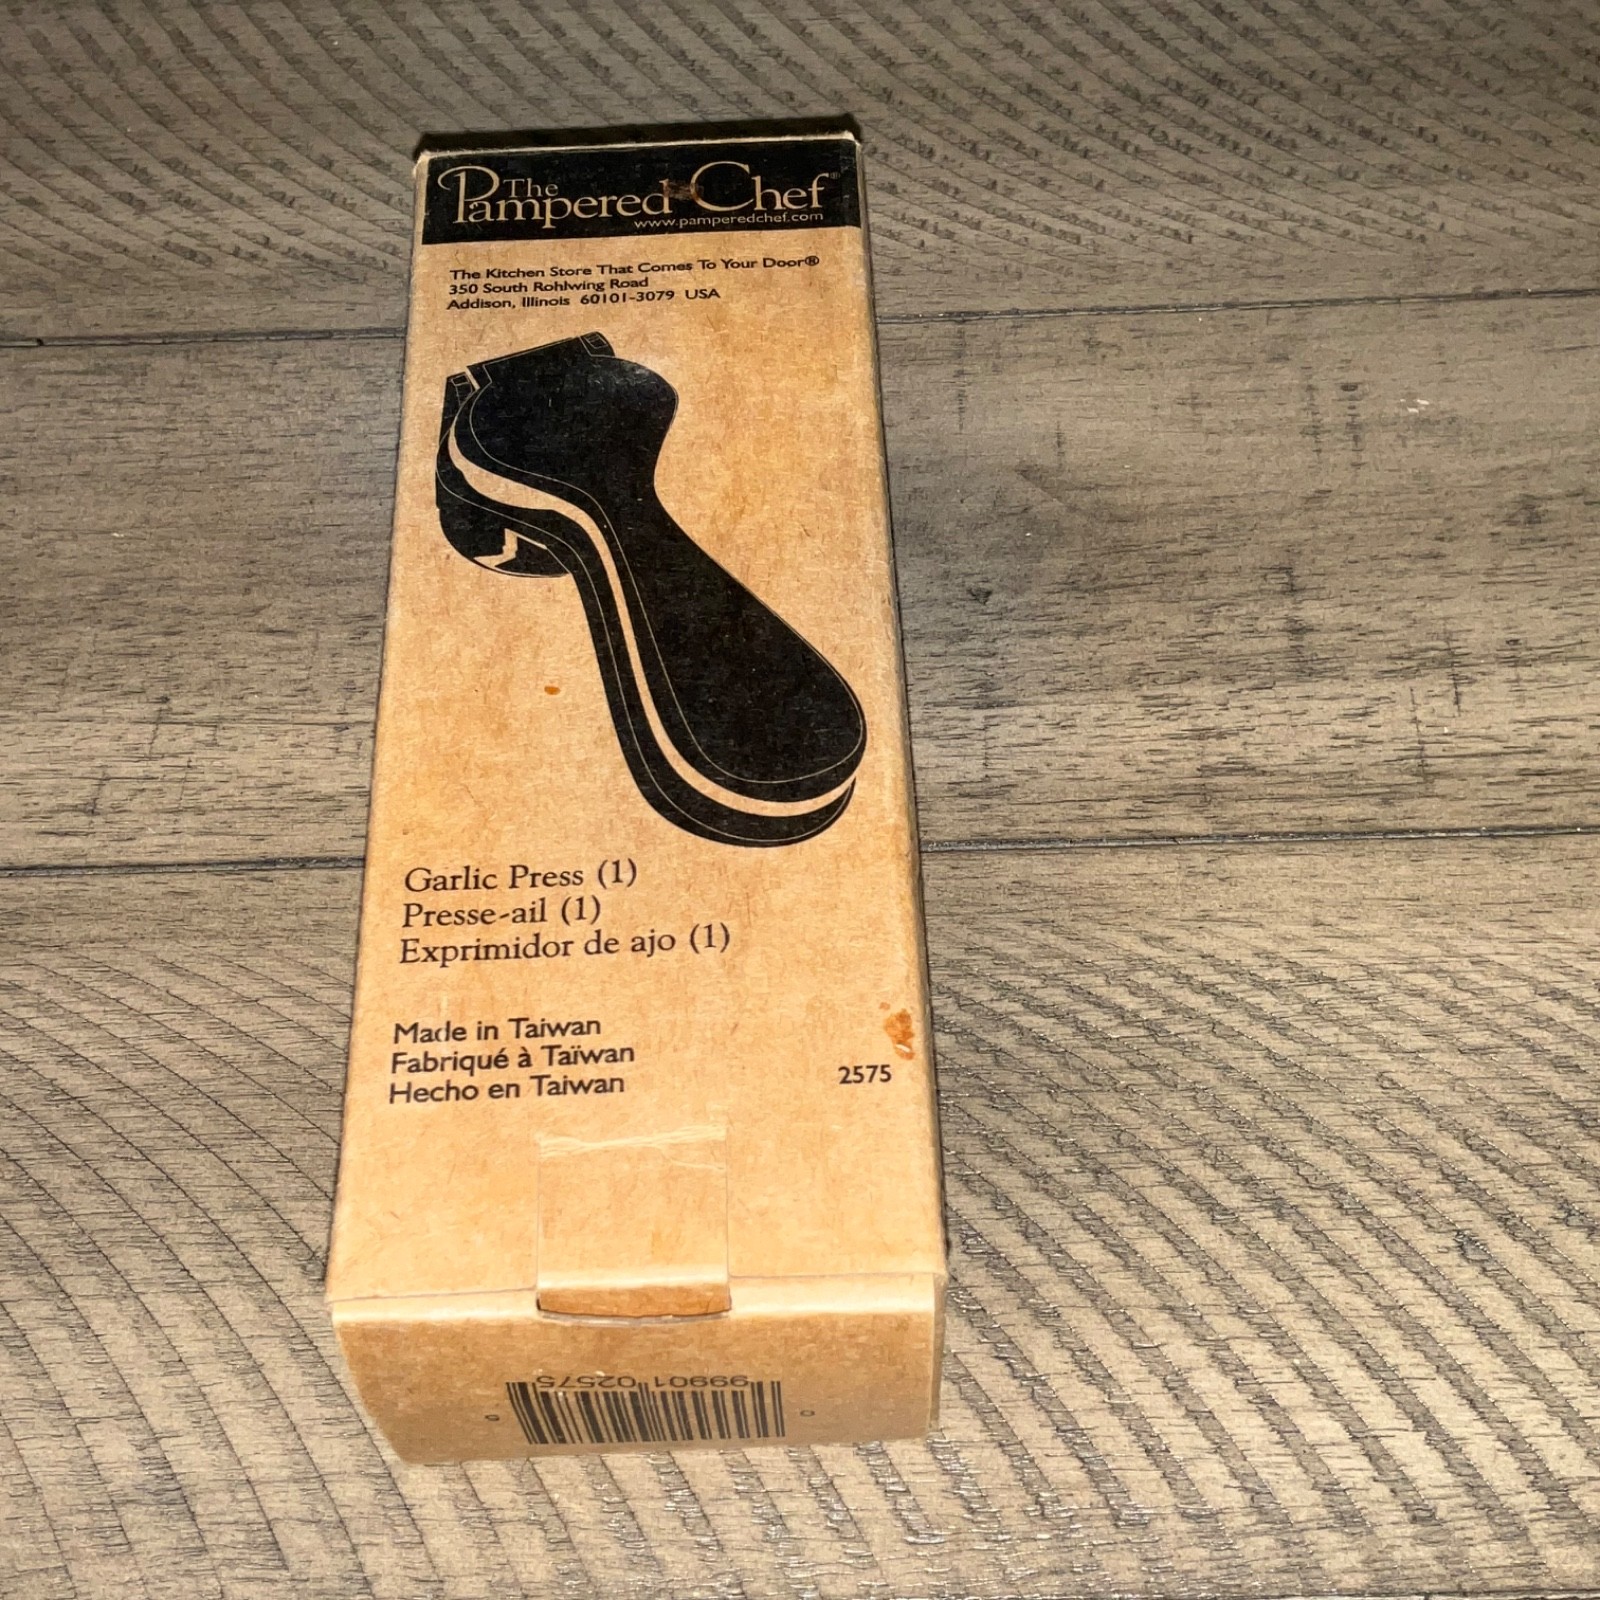 The
Pampered Chef®
www.pamperedchef.com
The Kitchen Store That Comes To Your Door®
350 South Rohlwing Road
Addison, Illinois 60101-3079 USA
Garlic Press (1)
Presse-ail (1)
Exprimidor de ajo (1)
Made in Taiwan
Fabriqué à Taïwan
Hecho en Taiwan
2575
0 99901 02575 5